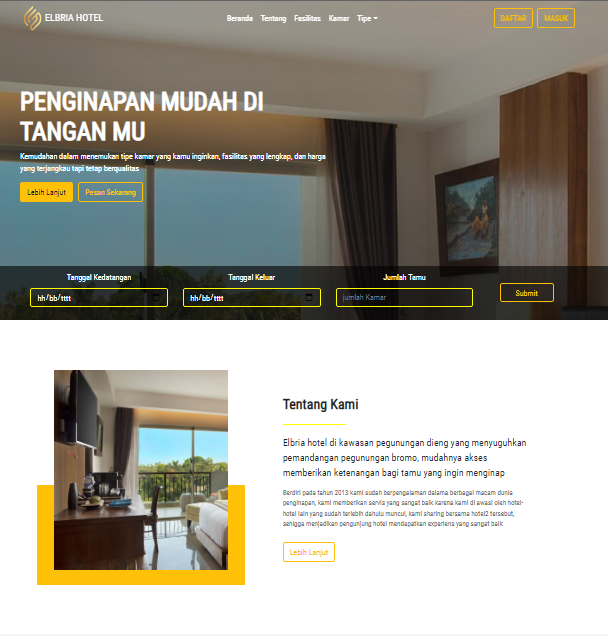 ELBRIA HOTEL
Beranda Tentang Fasilitas Kamar Tipe
DAFTAR MASUK
PENGINAPAN MUDAH DI
TANGAN MU
Kemudahan dalam menemukan tipe kamar yang kamu inginkan, fasilitas yang lengkap, dan harga
yang terjangkau tapi tetap berqualitas
Lebih Lanjut Pesan Sekarang
Tanggal Kedatangan Tanggal Keluar Jumlah Tamu
hh/bb/tttt hh/bb/tttt jumlah Kamar Submit
Tentang Kami
Elbria hotel di kawasan pegunungan dieng yang menyuguhkan
pemandangan pegunungan bromo, mudahnya akses
memberikan ketenangan bagi tamu yang ingin menginap
Berdiri pada tahun 2013 kami sudah berpengalaman dalama berbagai macam dunia
penginapan, kami memberikan servis yang sangat baik karena kami di awasi oleh hotel-
hotel lain yang sudah terlebih dahulu muncul, kami sharing bersama hotel2 tersebut,
sehigga menjadikan pengunjung hotel mendapatkan experiens yang sangat baik
Lebih Lanjut